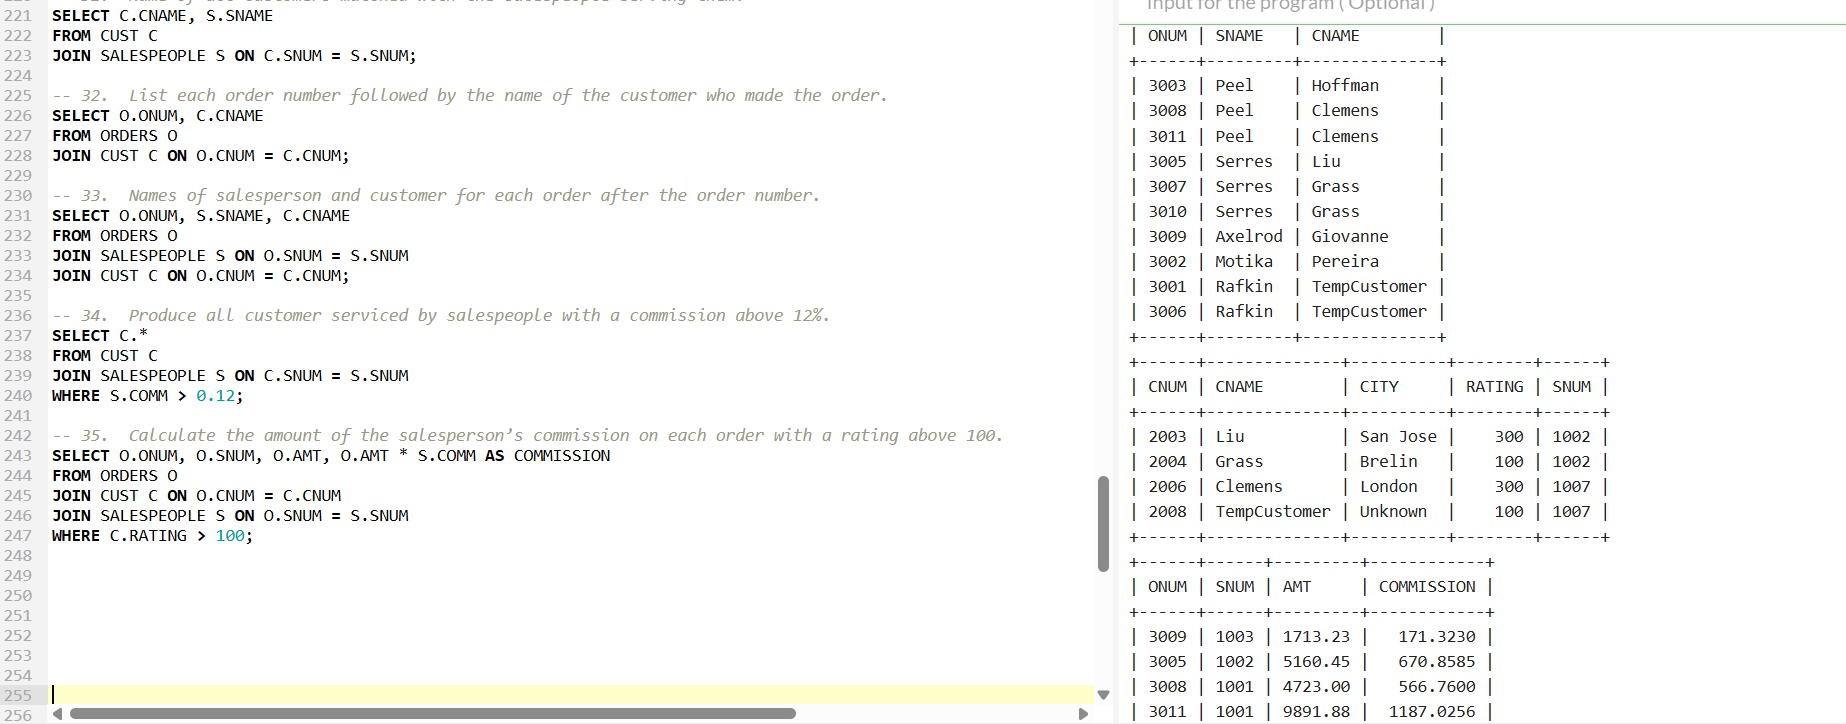 221 SELECT C.CNAME, S.SNAME
222 FROM CUST C
223 JOIN SALESPEOPLE S ON C.SNUM = S.SNUM;
224
225 -- 32.  List each order number followed by the name of the customer who made the order.
226 SELECT O.ONUM, C.CNAME
227 FROM ORDERS O
228 JOIN CUST C ON O.CNUM = C.CNUM;
229
230 -- 33.  Names of salesperson and customer for each order after the order number.
231 SELECT O.ONUM, S.SNAME, C.CNAME
232 FROM ORDERS O
233 JOIN SALESPEOPLE S ON O.SNUM = S.SNUM
234 JOIN CUST C ON O.CNUM = C.CNUM;
235
236 -- 34.  Produce all customer serviced by salespeople with a commission above 12%.
237 SELECT C.*
238 FROM CUST C
239 JOIN SALESPEOPLE S ON C.SNUM = S.SNUM
240 WHERE S.COMM > 0.12;
241
242 -- 35.  Calculate the amount of the salesperson’s commission on each order with a rating above 100.
243 SELECT O.ONUM, O.SNUM, O.AMT, O.AMT * S.COMM AS COMMISSION
244 FROM ORDERS O
245 JOIN CUST C ON O.CNUM = C.CNUM
246 JOIN SALESPEOPLE S ON O.SNUM = S.SNUM
247 WHERE C.RATING > 100;
248
249
250
251
252
253
254
255
256
Input for the program ( Optional )
| ONUM | SNAME   | CNAME        |
+------+---------+--------------+
| 3003 | Peel    | Hoffman      |
| 3008 | Peel    | Clemens      |
| 3011 | Peel    | Clemens      |
| 3005 | Serres  | Liu          |
| 3007 | Serres  | Grass        |
| 3010 | Serres  | Grass        |
| 3009 | Axelrod | Giovanne     |
| 3002 | Motika  | Pereira      |
| 3001 | Rafkin  | TempCustomer |
| 3006 | Rafkin  | TempCustomer |
+------+---------+--------------+
+------+--------------+----------+--------+------+
| CNUM | CNAME        | CITY     | RATING | SNUM |
+------+--------------+----------+--------+------+
| 2003 | Liu          | San Jose |    300 | 1002 |
| 2004 | Grass        | Brelin   |    100 | 1002 |
| 2006 | Clemens      | London   |    300 | 1007 |
| 2008 | TempCustomer | Unknown  |    100 | 1007 |
+------+--------------+----------+--------+------+
+------+------+---------+------------+
| ONUM | SNUM | AMT     | COMMISSION |
+------+------+---------+------------+
| 3009 | 1003 | 1713.23 |   171.3230 |
| 3005 | 1002 | 5160.45 |   670.8585 |
| 3008 | 1001 | 4723.00 |   566.7600 |
| 3011 | 1001 | 9891.88 |  1187.0256 |